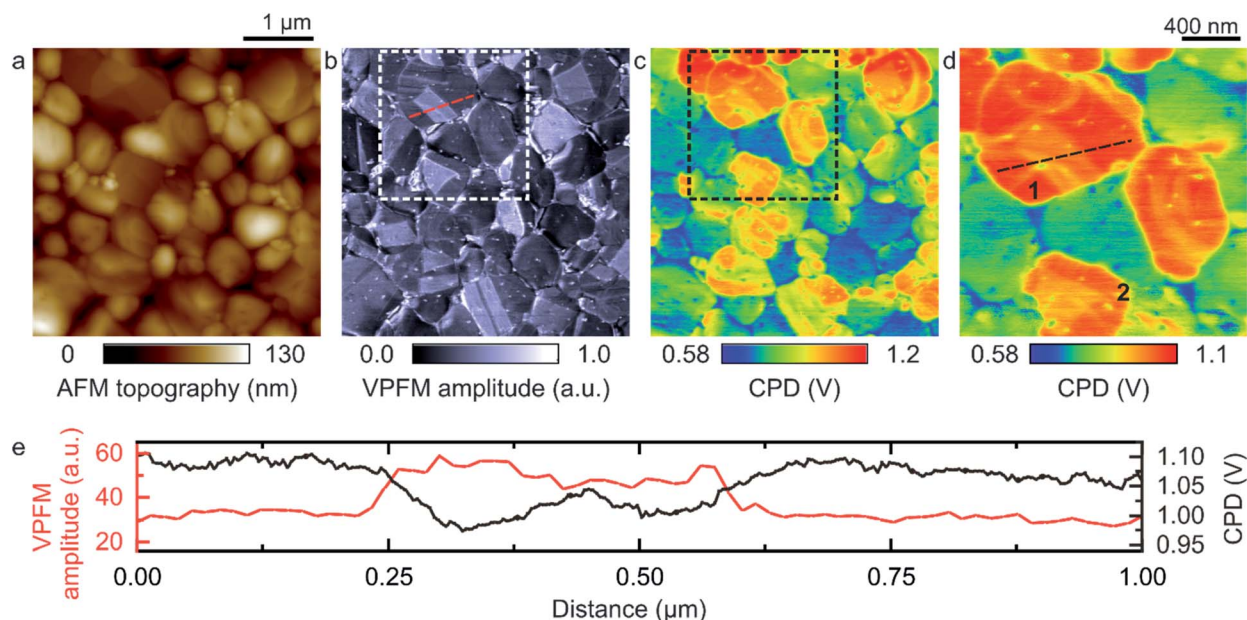 1 µm
400 nm
a
b
c
d
1
2
0
130
AFM topography (nm)
0.0
1.0
VPFM amplitude (a.u.)
0.58
1.2
CPD (V)
0.58
1.1
CPD (V)
e
VPFM
amplitude (a.u.)
60
40
20
1.10
1.05
1.00
0.95
CPD (V)
0.00
0.25
0.50
0.75
1.00
Distance (µm)